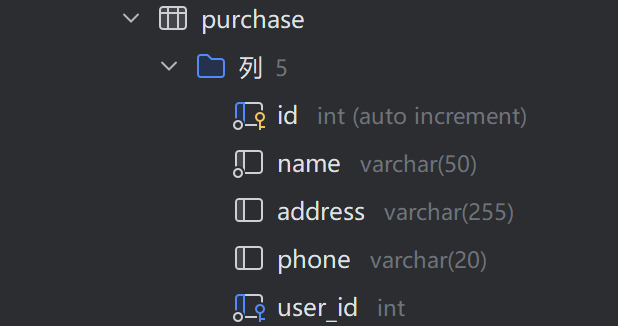 purchase
列 5
id int (auto increment)
name varchar(50)
address varchar(255)
phone varchar(20)
user_id int